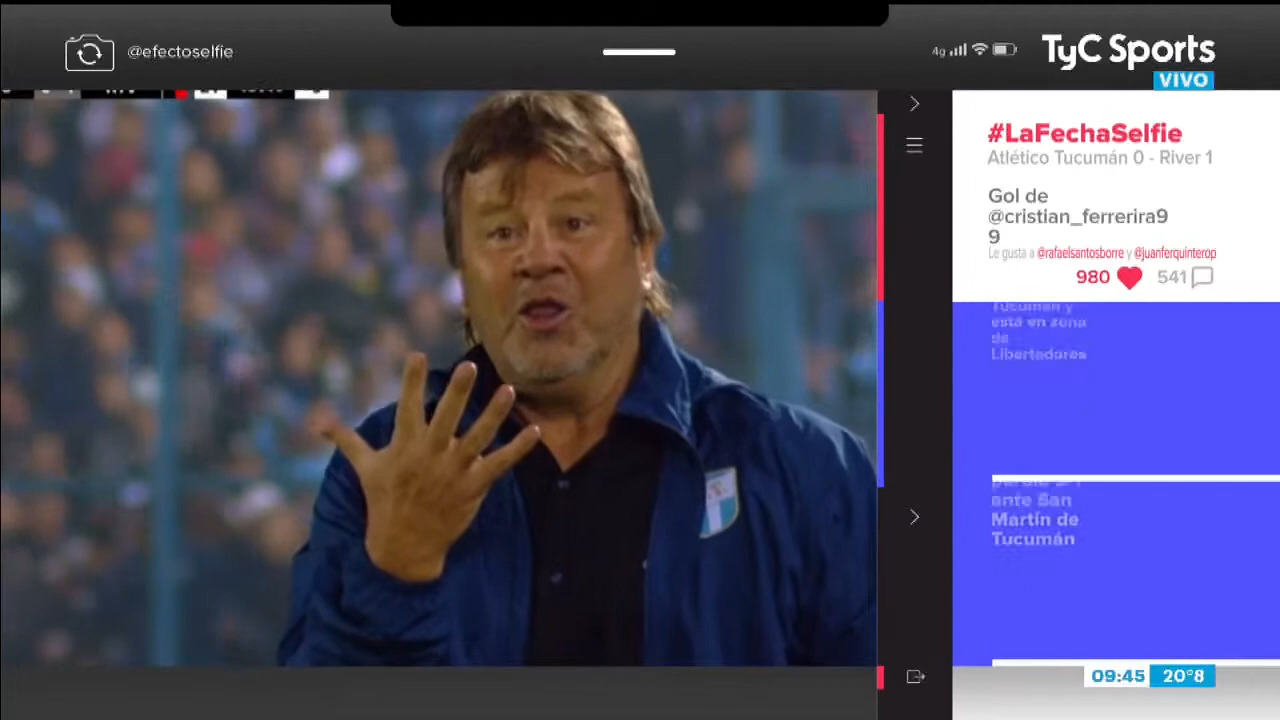 @efectoselfie
4g
TyC Sports
VIVO
#LaFechaSelfie
Atlético Tucumán 0 - River 1
Gol de
@cristian_ferrerira9
9
Le gusta a @rafaelsantosborre y @juanferquinterop
980
541
Tucumán y
está en zona
de
Libertadores
ante San
Martín de
Tucumán
09:45 20°8